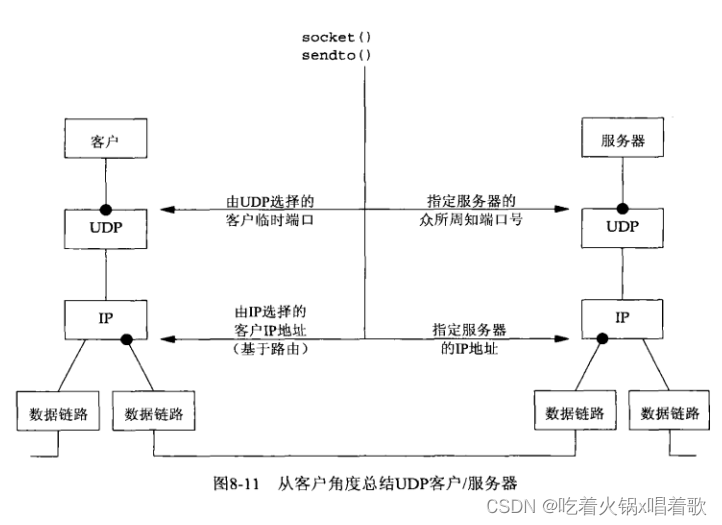 socket()
sendto()
客户
服务器
由UDP选择的
客户临时端口
指定服务器的
众所周知端口号
UDP
UDP
IP
由IP选择的
客户IP地址
(基于路由)
指定服务器
的IP地址
IP
数据链路
数据链路
数据链路
数据链路
图8-11 从客户角度总结UDP客户/服务器
CSDN @吃着火锅x唱着歌